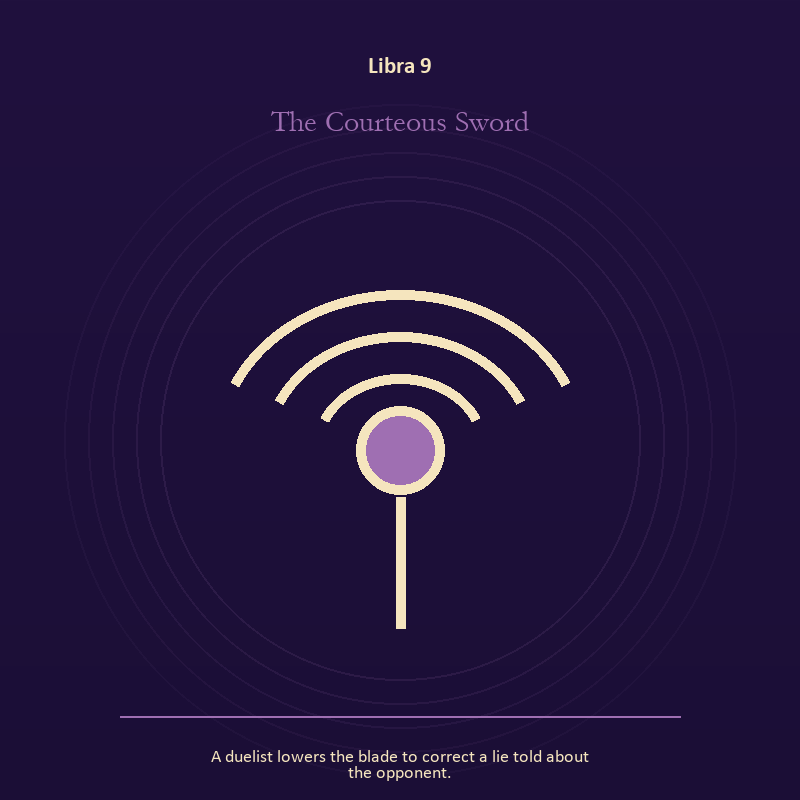 Libra 9
The Courteous Sword
A duelist lowers the blade to correct a lie told about
the opponent.